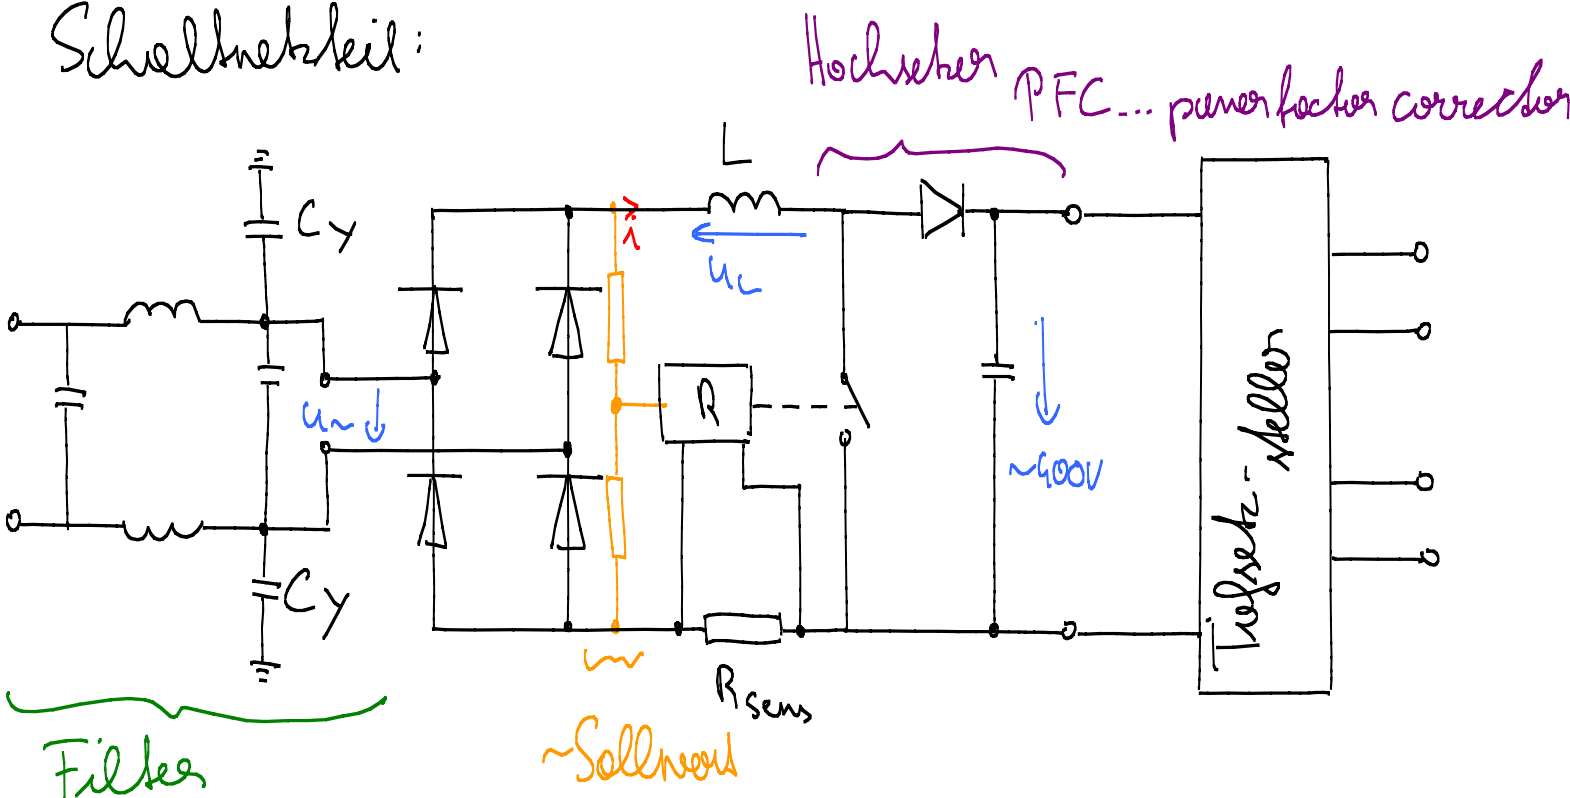 Schaltnetzteil:
Hochsetzer
PFC... power factor corrector
L
Cy
i
uL
R
u~
~400V
Tiefsetz-steller
Cy
Rsens
~Sollwert
Filter